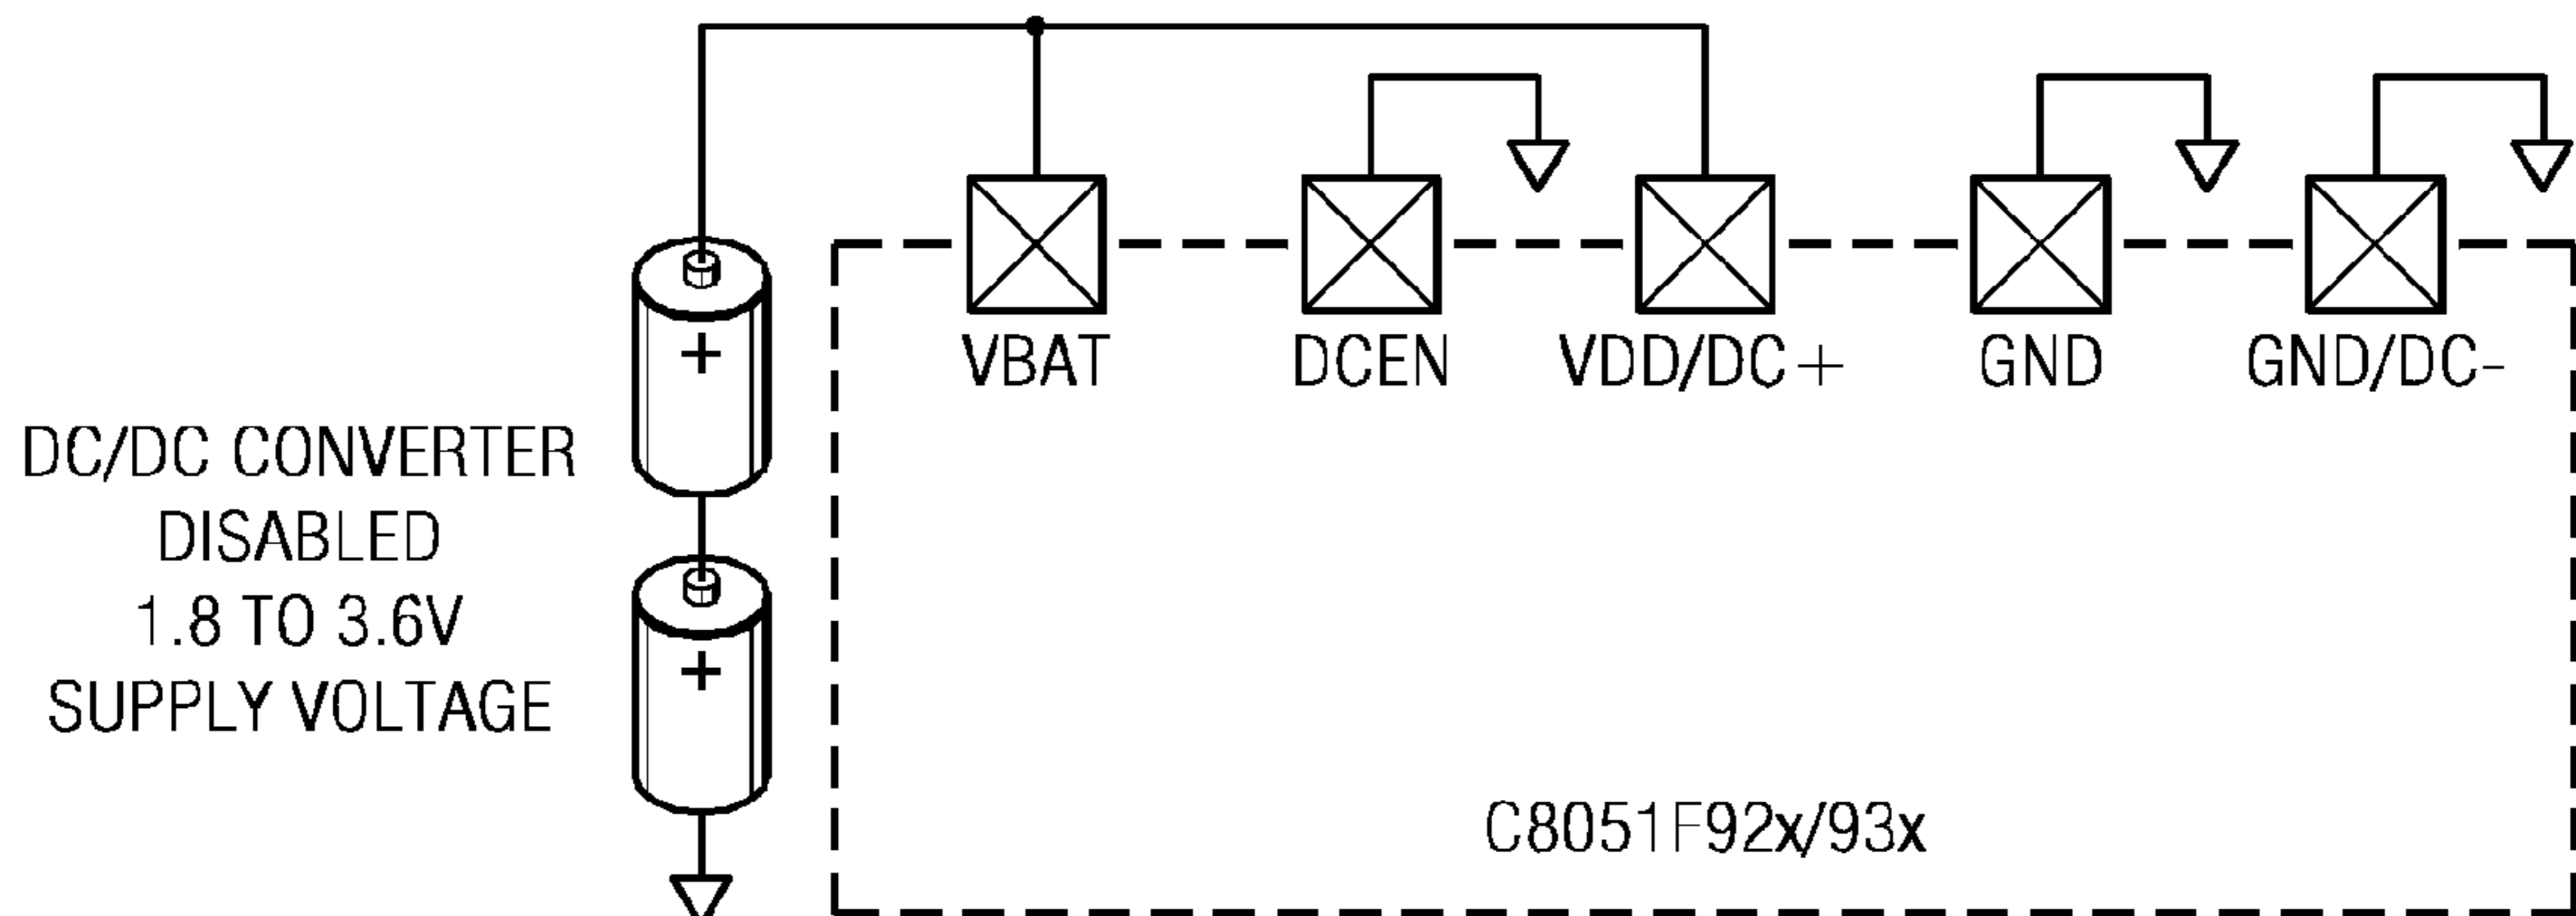 VBAT
DCEN
VDD/DC+
GND
GND/DC-
+
+
DC/DC CONVERTER
DISABLED
1.8 TO 3.6V
SUPPLY VOLTAGE
C8051F92x/93x